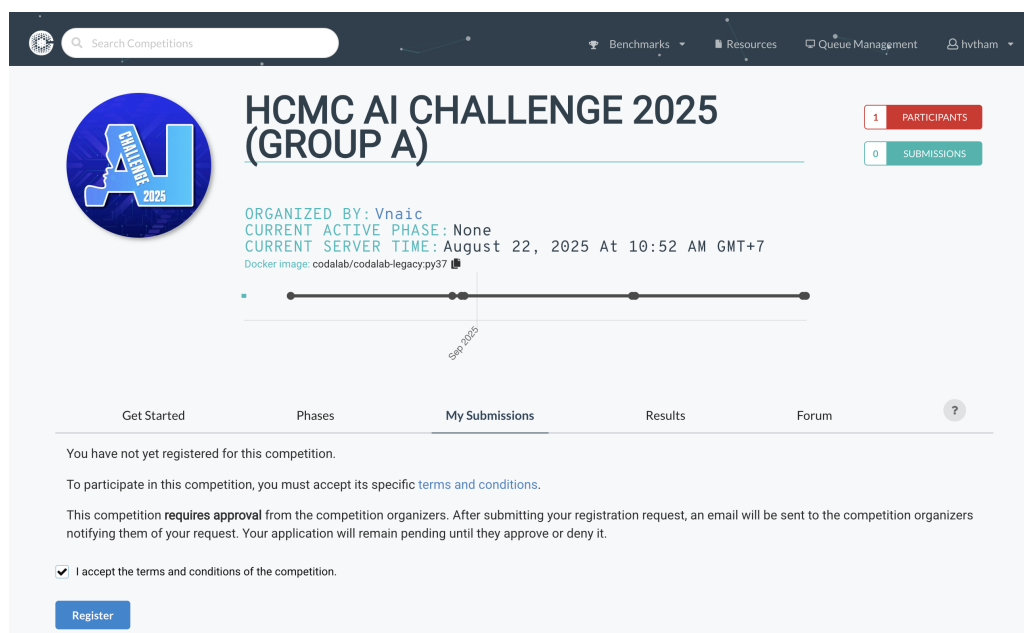 Search Competitions
Benchmarks
Resources
Queue Management
hvtham
AI
CHALLENGE
2025
HCMC AI CHALLENGE 2025
(GROUP A)
1 PARTICIPANTS
0 SUBMISSIONS
ORGANIZED BY: Vnaic
CURRENT ACTIVE PHASE: None
CURRENT SERVER TIME: August 22, 2025 At 10:52 AM GMT+7
Docker image: codalab/codalab-legacy:py37
Sep 2025
Get Started
Phases
My Submissions
Results
Forum
?
You have not yet registered for this competition.
To participate in this competition, you must accept its specific terms and conditions.
This competition requires approval from the competition organizers. After submitting your registration request, an email will be sent to the competition organizers
notifying them of your request. Your application will remain pending until they approve or deny it.
I accept the terms and conditions of the competition.
Register